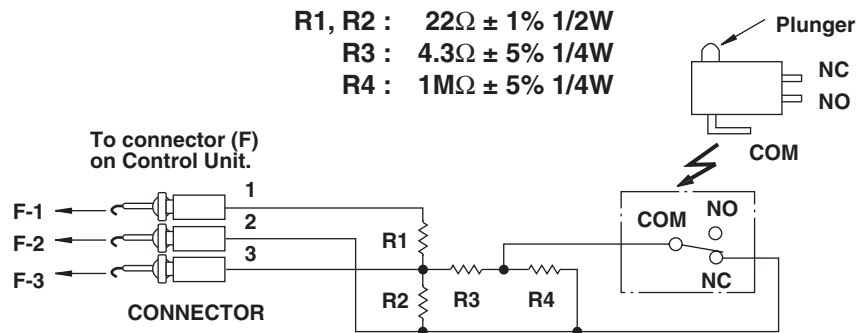 R1, R2 : 22Ω ± 1% 1/2W
R3 : 4.3Ω ± 5% 1/4W
R4 : 1MΩ ± 5% 1/4W
Plunger
NC
NO
COM
To connector (F)
on Control Unit.
F-1
1
F-2
2
F-3
3
CONNECTOR
R1
R2
R3
R4
COM
NO
NC